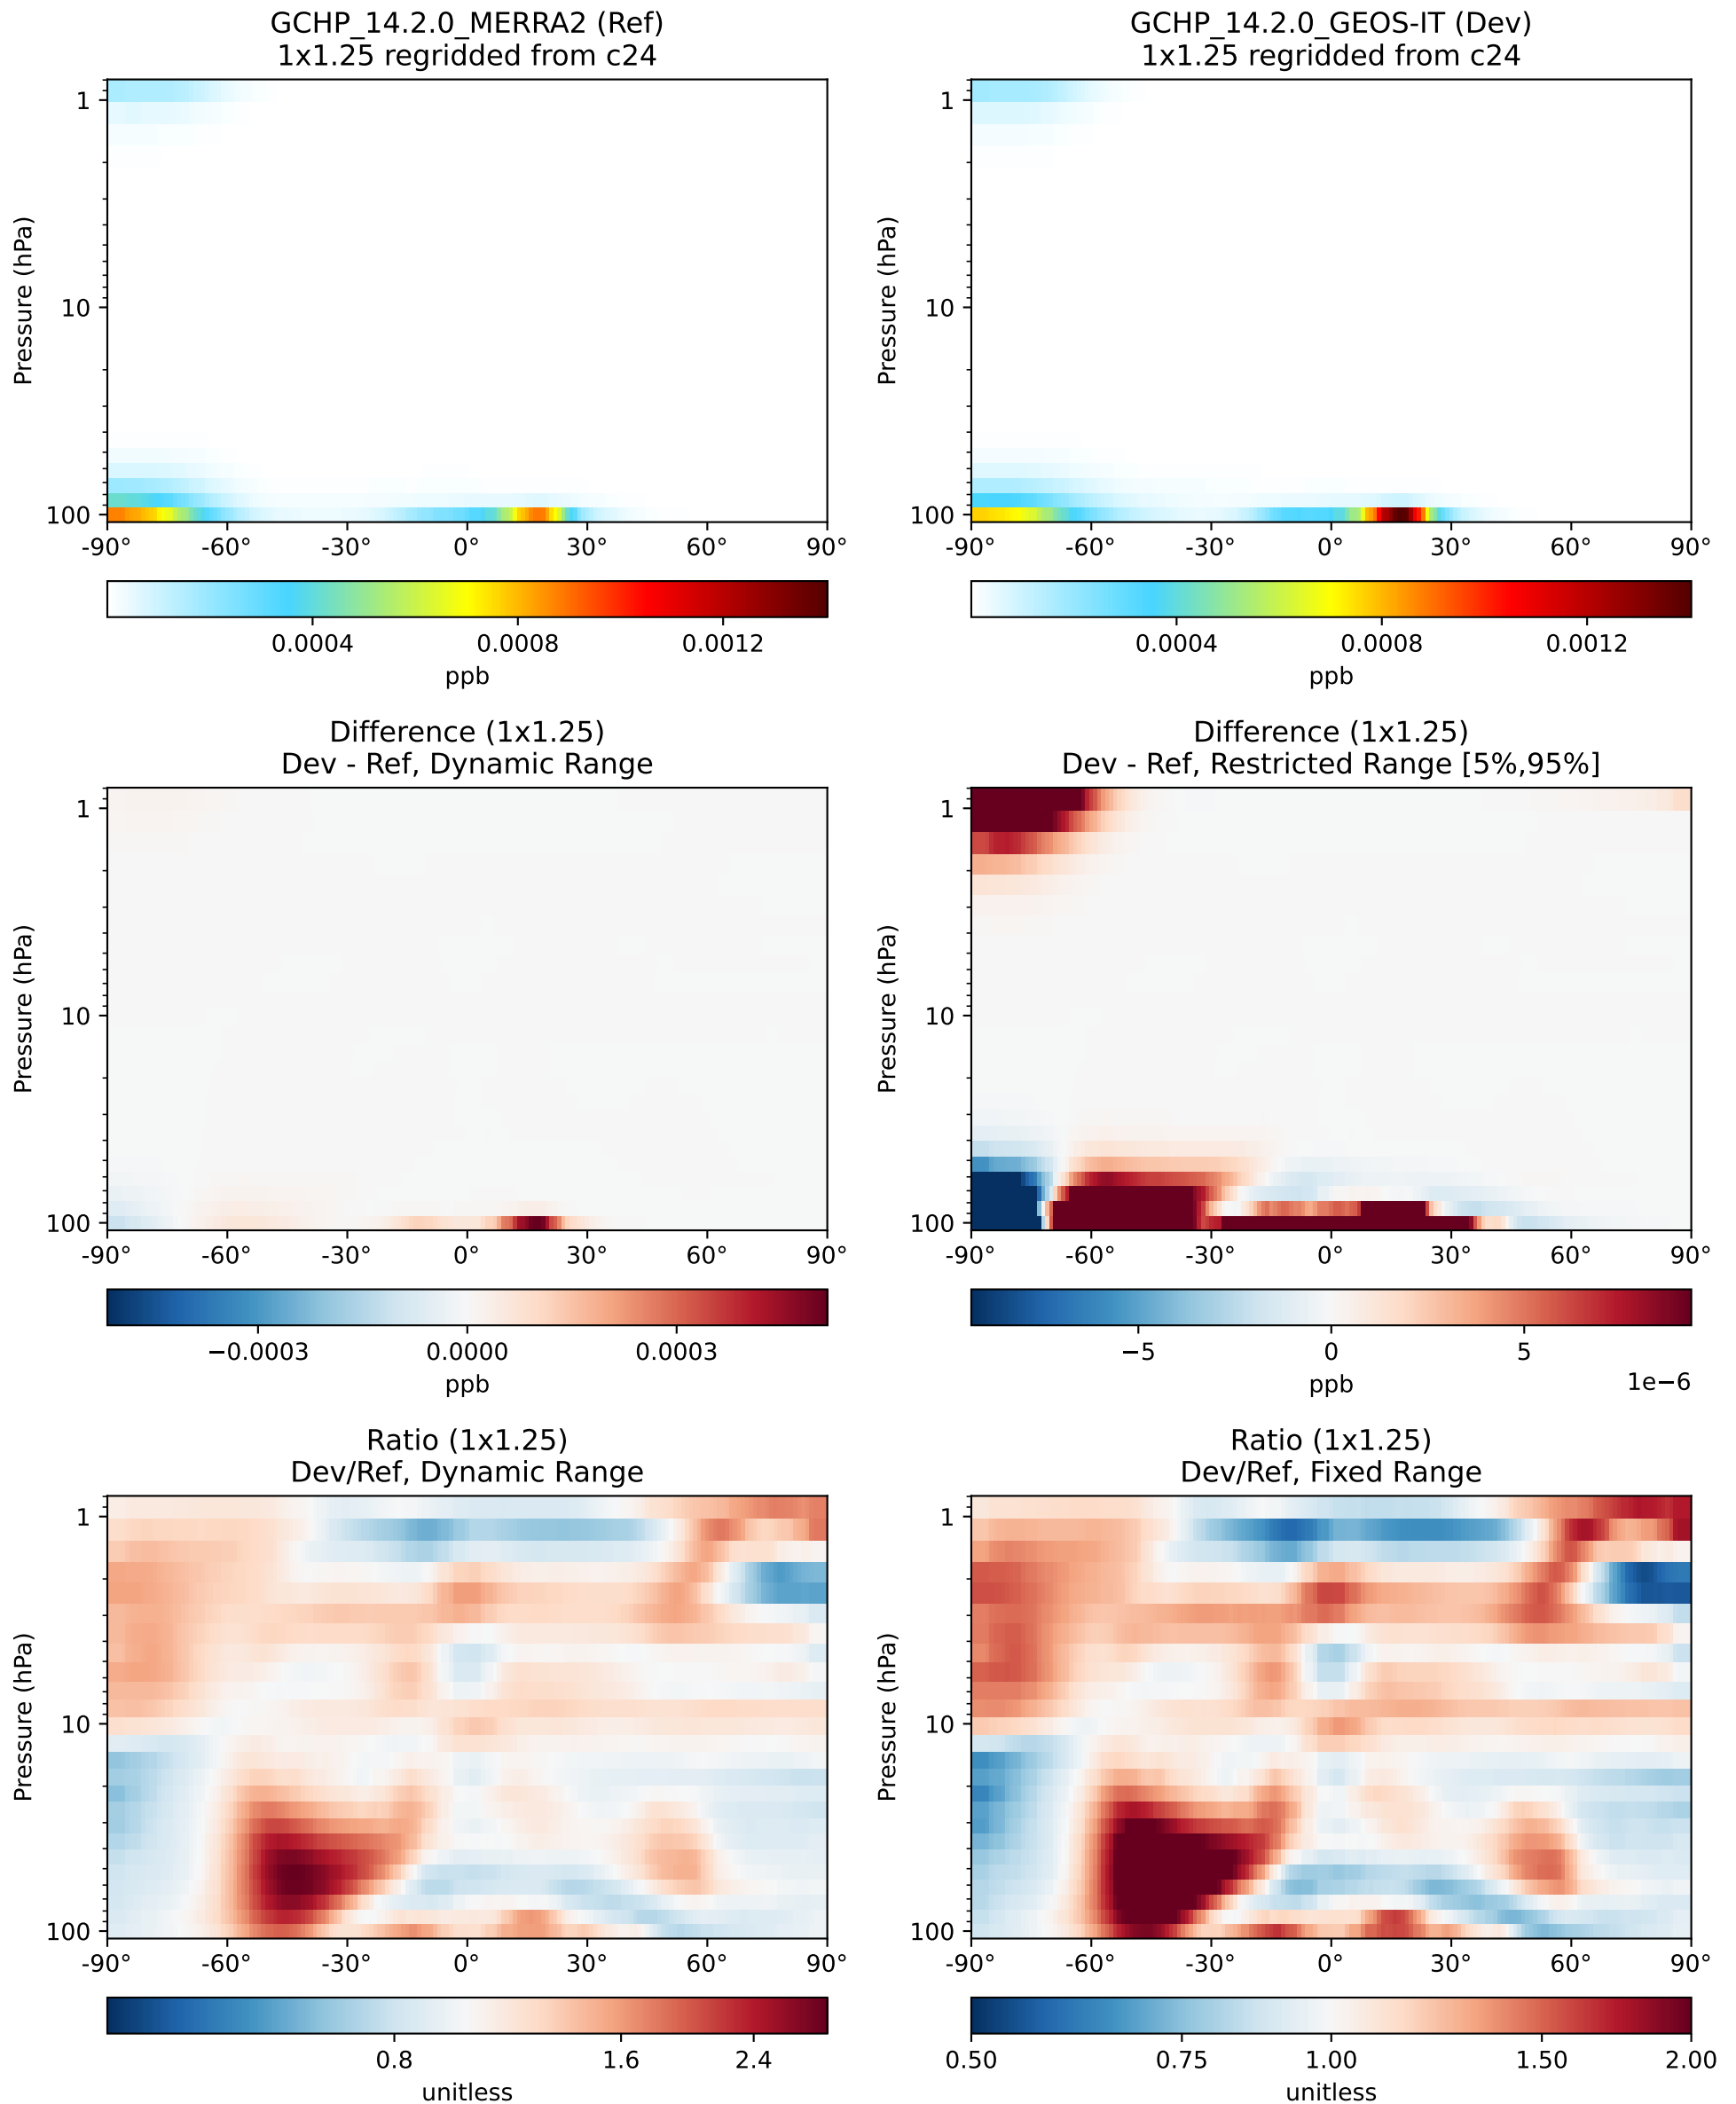 GCHP_14.2.0_MERRA2 (Ref)
1x1.25 regridded from c24
Pressure (hPa)
1
10
100
-90° -60° -30° 0° 30° 60° 90°
0.0004 0.0008 0.0012
ppb
GCHP_14.2.0_GEOS-IT (Dev)
1x1.25 regridded from c24
Pressure (hPa)
1
10
100
-90° -60° -30° 0° 30° 60° 90°
0.0004 0.0008 0.0012
ppb
Difference (1x1.25)
Dev - Ref, Dynamic Range
Pressure (hPa)
1
10
100
-90° -60° -30° 0° 30° 60° 90°
−0.0003 0.0000 0.0003
ppb
Difference (1x1.25)
Dev - Ref, Restricted Range [5%,95%]
Pressure (hPa)
1
10
100
-90° -60° -30° 0° 30° 60° 90°
−5 0 5
ppb
1e−6
Ratio (1x1.25)
Dev/Ref, Dynamic Range
Pressure (hPa)
1
10
100
-90° -60° -30° 0° 30° 60° 90°
0.8 1.6 2.4
unitless
Ratio (1x1.25)
Dev/Ref, Fixed Range
Pressure (hPa)
1
10
100
-90° -60° -30° 0° 30° 60° 90°
0.50 0.75 1.00 1.50 2.00
unitless